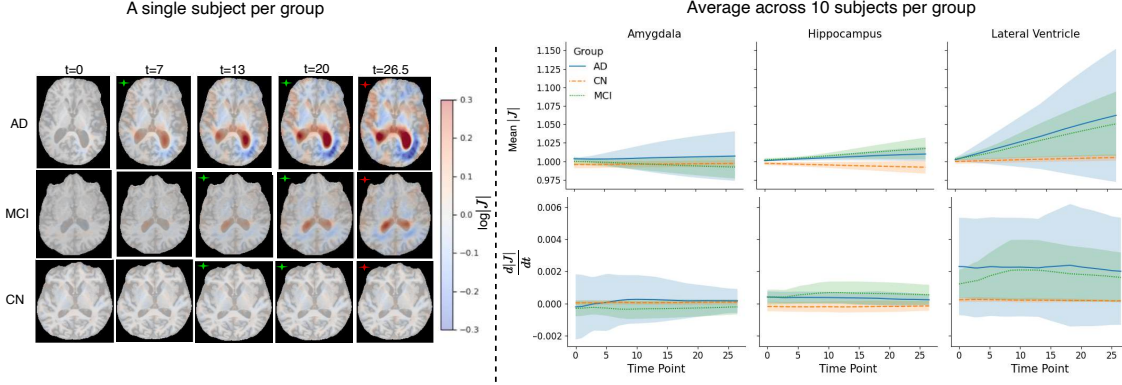 A single subject per group
t=0 t=7 t=13 t=20 t=26.5
AD
MCI
CN
0.3
0.2
0.1
0.0
−0.1
−0.2
−0.3
log|J|
Average across 10 subjects per group
Amygdala Hippocampus Lateral Ventricle
Group
AD
CN
MCI
Mean |J|
1.150
1.125
1.100
1.075
1.050
1.025
1.000
0.975
d|J|
dt
0.006
0.004
0.002
0.000
−0.002
0 5 10 15 20 25
0 5 10 15 20 25
0 5 10 15 20 25
Time Point Time Point Time Point